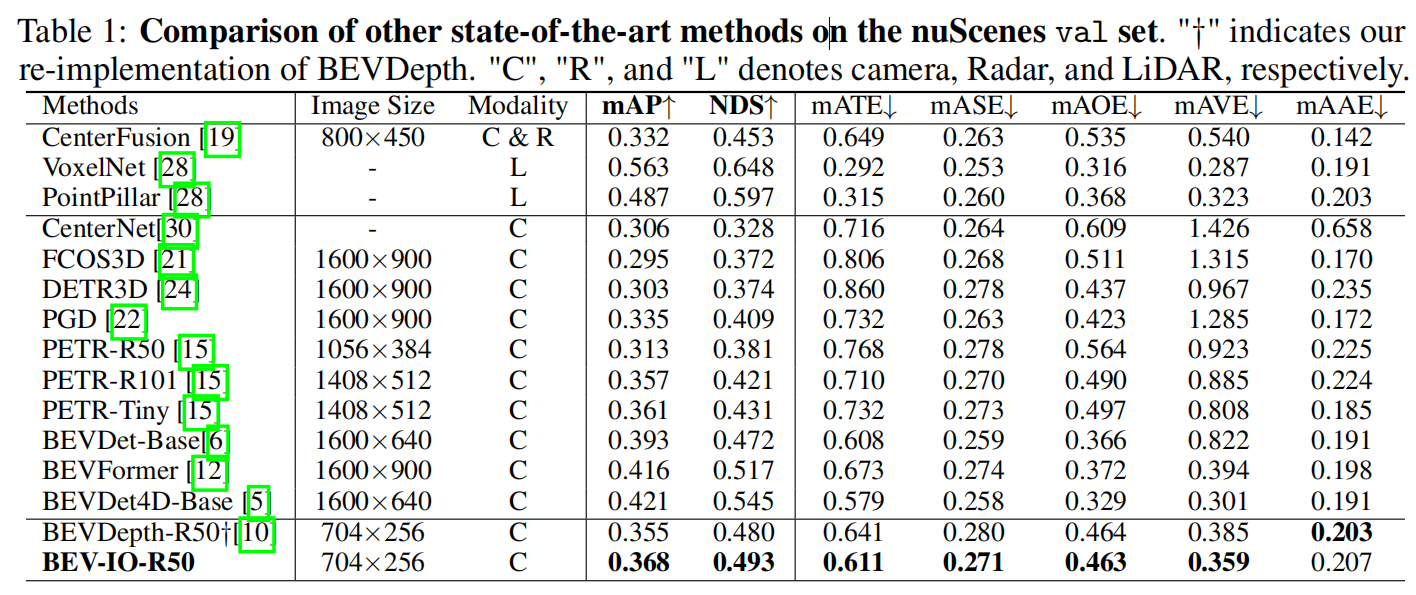 Table 1: Comparison of other state-of-the-art methods on the nuScenes val set. "†" indicates our
re-implementation of BEVDepth. "C", "R", and "L" denotes camera, Radar, and LiDAR, respectively.
Methods Image Size Modality mAP↑ NDS↑ mATE↓ mASE↓ mAOE↓ mAVE↓ mAAE↓
CenterFusion [19] 800×450 C & R 0.332 0.453 0.649 0.263 0.535 0.540 0.142
VoxelNet [28] - L 0.563 0.648 0.292 0.253 0.316 0.287 0.191
PointPillar [28] - L 0.487 0.597 0.315 0.260 0.368 0.323 0.203
CenterNet[30] - C 0.306 0.328 0.716 0.264 0.609 1.426 0.658
FCOS3D [21] 1600×900 C 0.295 0.372 0.806 0.268 0.511 1.315 0.170
DETR3D [24] 1600×900 C 0.303 0.374 0.860 0.278 0.437 0.967 0.235
PGD [22] 1600×900 C 0.335 0.409 0.732 0.263 0.423 1.285 0.172
PETR-R50 [15] 1056×384 C 0.313 0.381 0.768 0.278 0.564 0.923 0.225
PETR-R101 [15] 1408×512 C 0.357 0.421 0.710 0.270 0.490 0.885 0.224
PETR-Tiny [15] 1408×512 C 0.361 0.431 0.732 0.273 0.497 0.808 0.185
BEVDet-Base[6] 1600×640 C 0.393 0.472 0.608 0.259 0.366 0.822 0.191
BEVFormer [12] 1600×900 C 0.416 0.517 0.673 0.274 0.372 0.394 0.198
BEVDet4D-Base [5] 1600×640 C 0.421 0.545 0.579 0.258 0.329 0.301 0.191
BEVDepth-R50†[10] 704×256 C 0.355 0.480 0.641 0.280 0.464 0.385 0.203
BEV-IO-R50 704×256 C 0.368 0.493 0.611 0.271 0.463 0.359 0.207